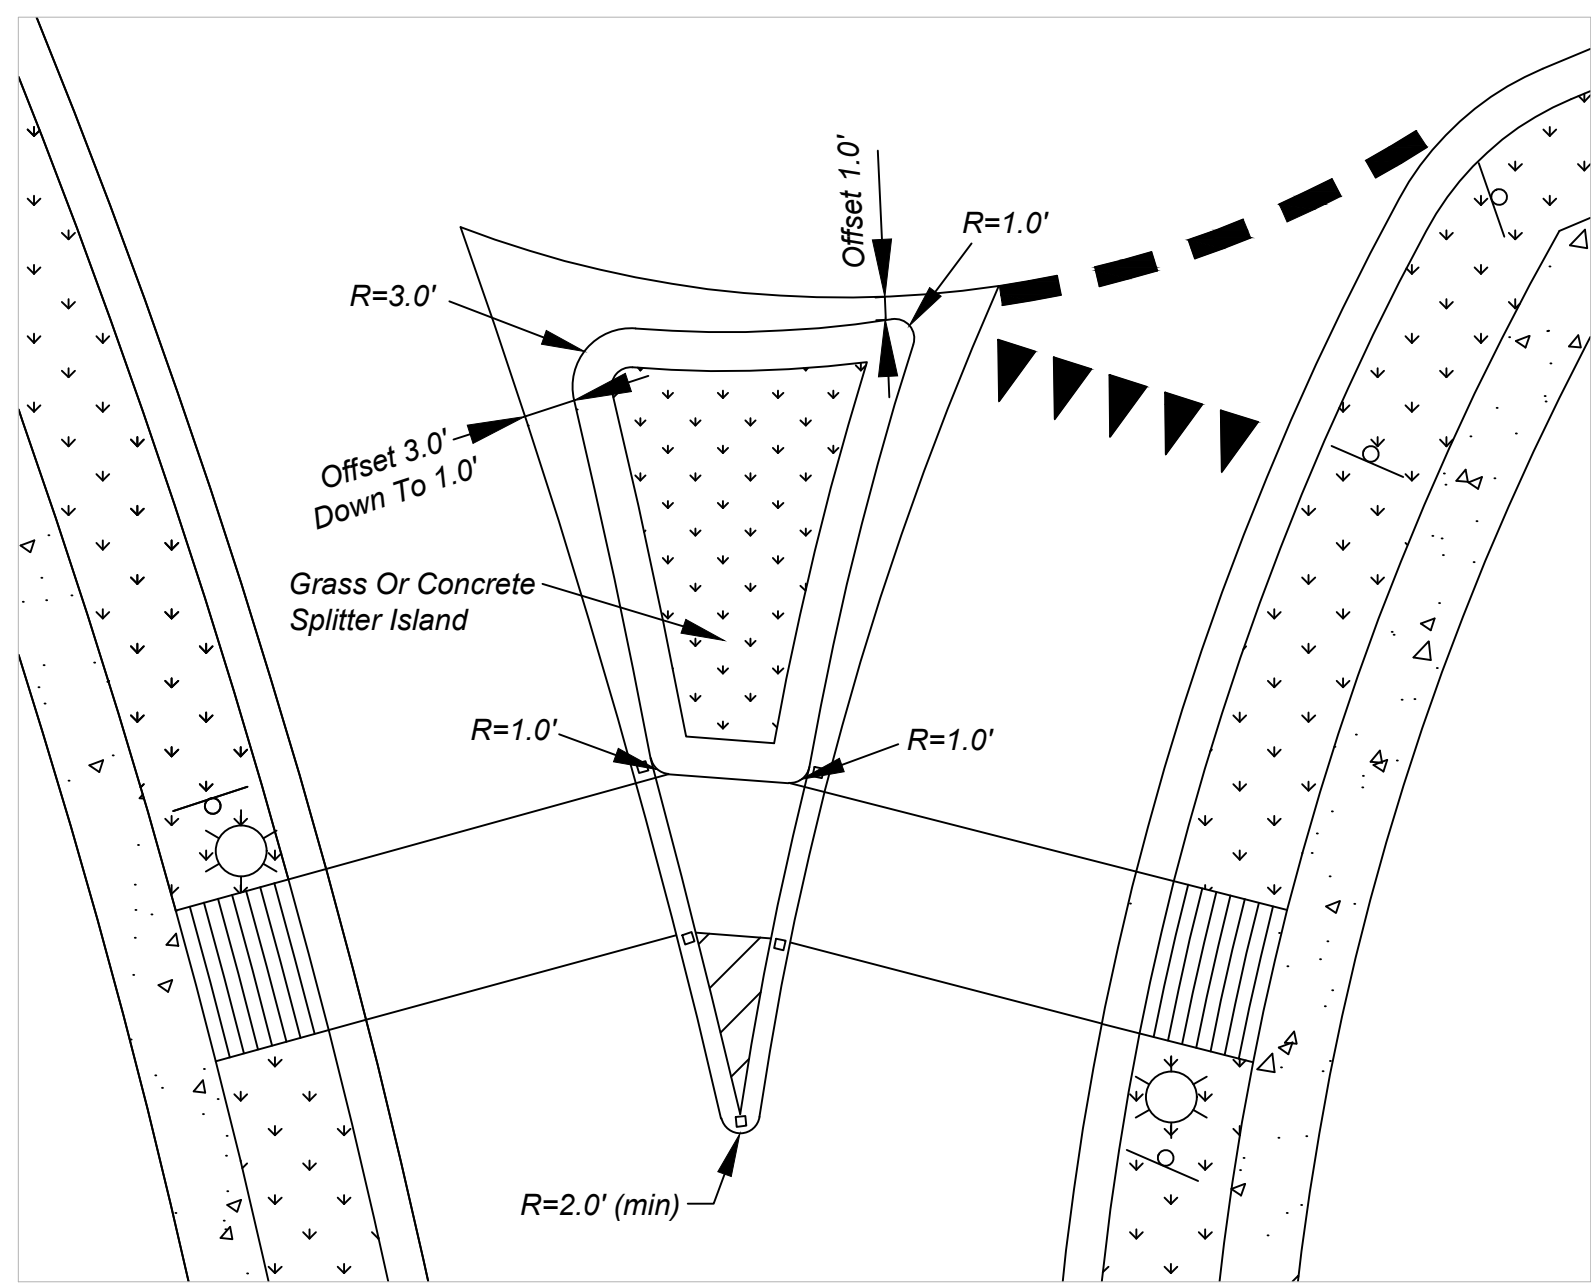 Offset 1.0'
R=1.0'
R=3.0'
Offset 3.0'
Down To 1.0'
Grass Or Concrete
Splitter Island
R=1.0'
R=1.0'
R=2.0' (min)